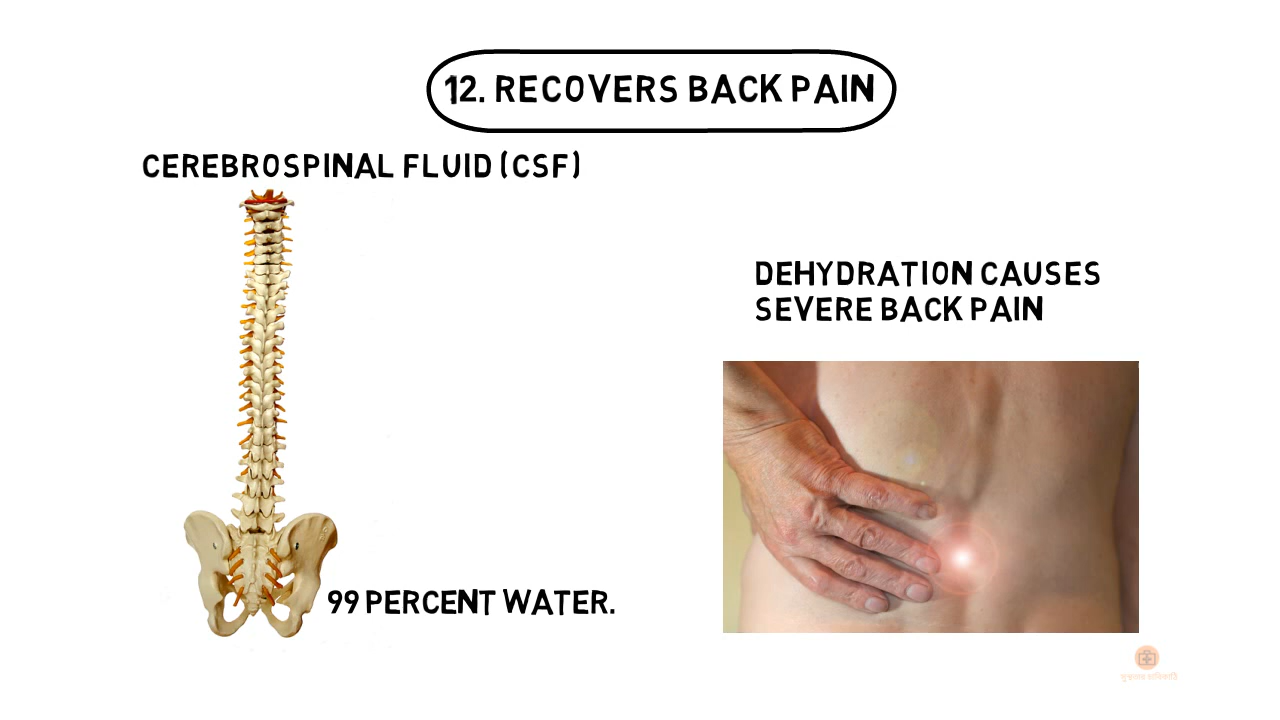 12. RECOVERS BACK PAIN
CEREBROSPINAL FLUID (CSF)
DEHYDRATION CAUSES
SEVERE BACK PAIN
99 PERCENT WATER.